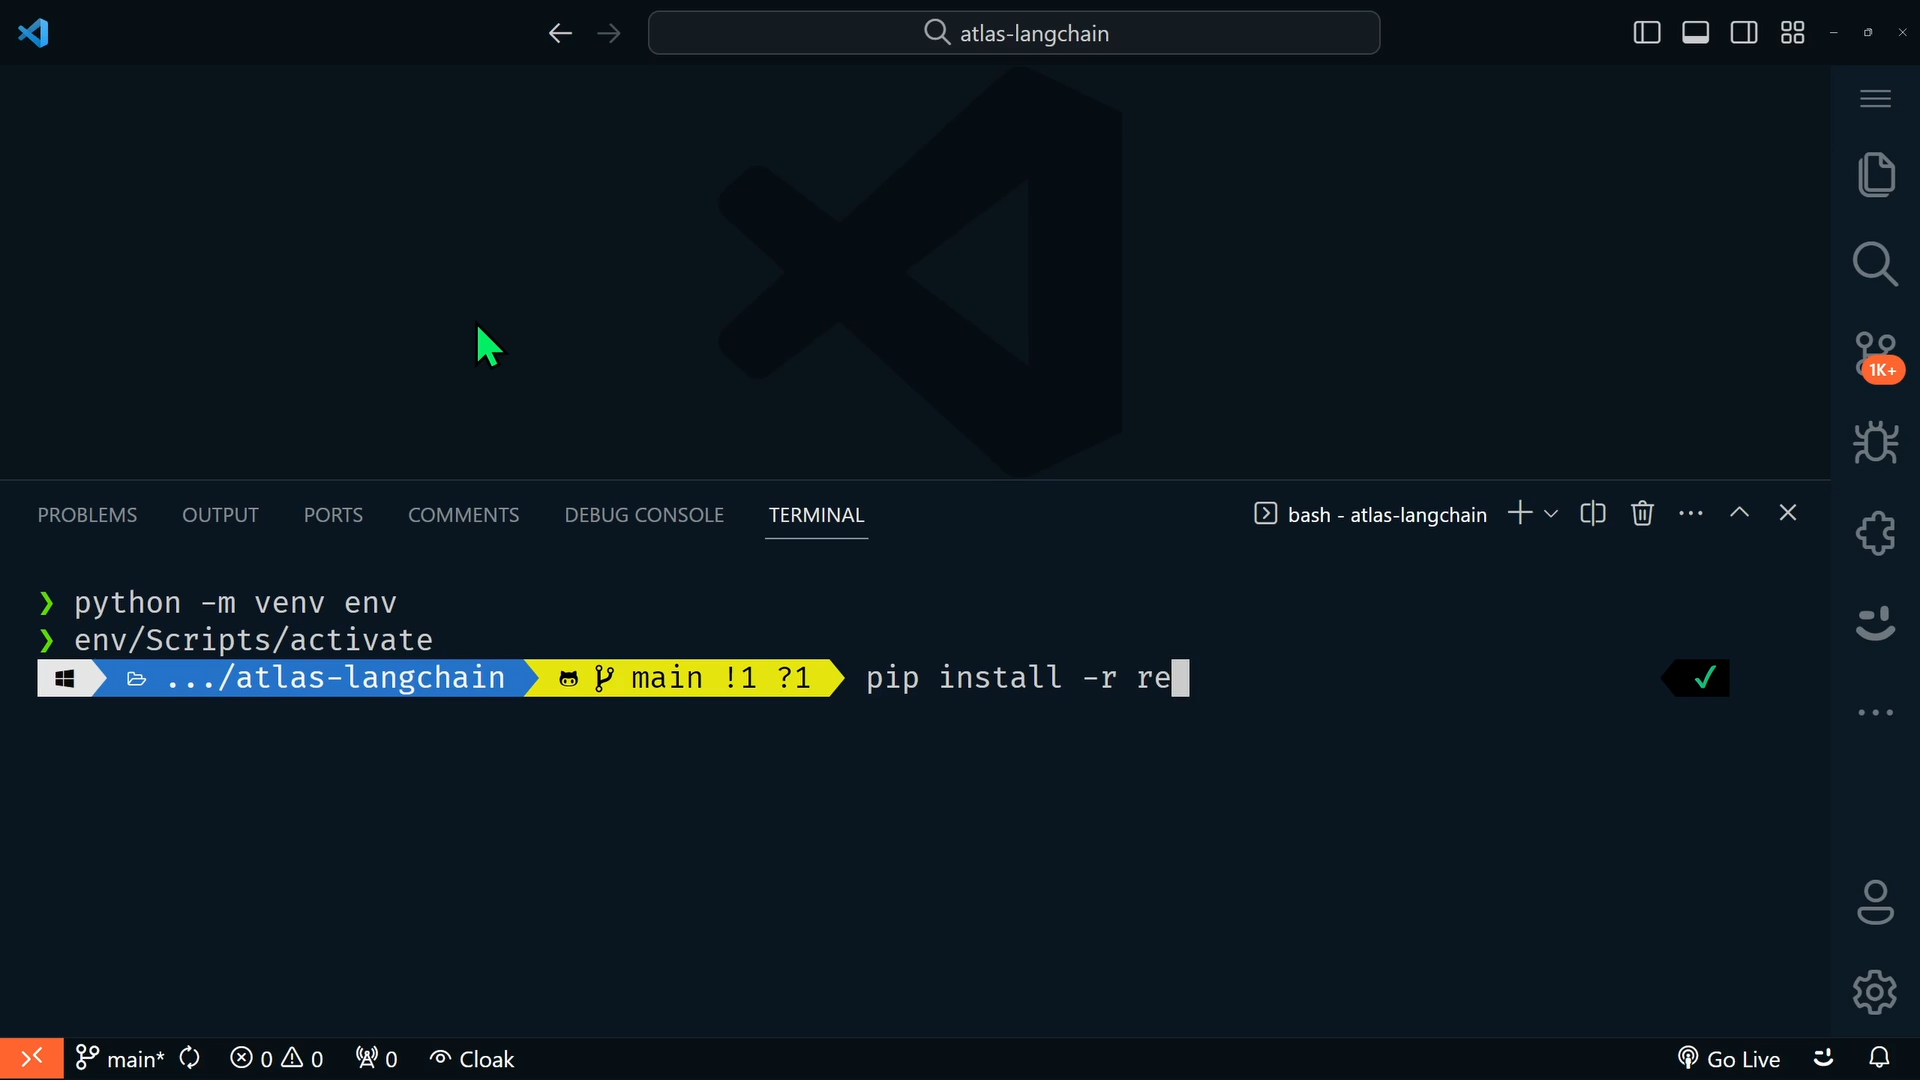 atlas-langchain
1K+
PROBLEMS OUTPUT PORTS COMMENTS DEBUG CONSOLE TERMINAL bash - atlas-langchain
❯ python -m venv env
❯ env/Scripts/activate
.../atlas-langchain main !1 ?1 pip install -r re ✓
main* 0 0 0 Cloak Go Live